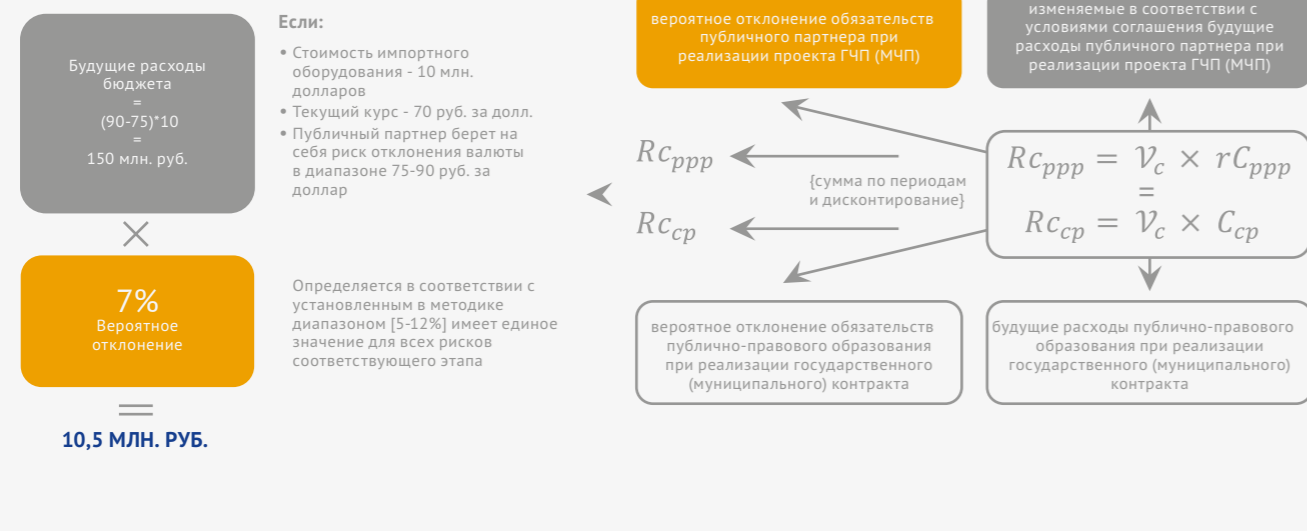 Будущие расходы
бюджета
=
(90-75)*10
=
150 млн. руб.
7%
Вероятное
отклонение
10,5 МЛН. РУБ.
Если:
• Стоимость импортного
оборудования - 10 млн.
долларов
• Текущий курс - 70 руб. за долл.
• Публичный партнер берет на
себя риск отклонения валюты
в диапазоне 75-90 руб. за
доллар
Определяется в соответствии с
установленным в методике
диапазоном [5-12%] имеет единое
значение для всех рисков
соответствующего этапа
вероятное отклонение обязательств
публичного партнера при
реализации проекта ГЧП (МЧП)
изменяемые в соответствии с
условиями соглашения будущие
расходы публичного партнера при
реализации проекта ГЧП (МЧП)
Rc_ppp
{сумма по периодам
и дисконтирование}
Rc_cp
Rc_ppp = 𝒱_c × rC_ppp
=
Rc_cp = 𝒱_c × C_cp
вероятное отклонение обязательств
публично-правового образования
при реализации государственного
(муниципального) контракта
будущие расходы публично-правового
образования при реализации
государственного (муниципального)
контракта